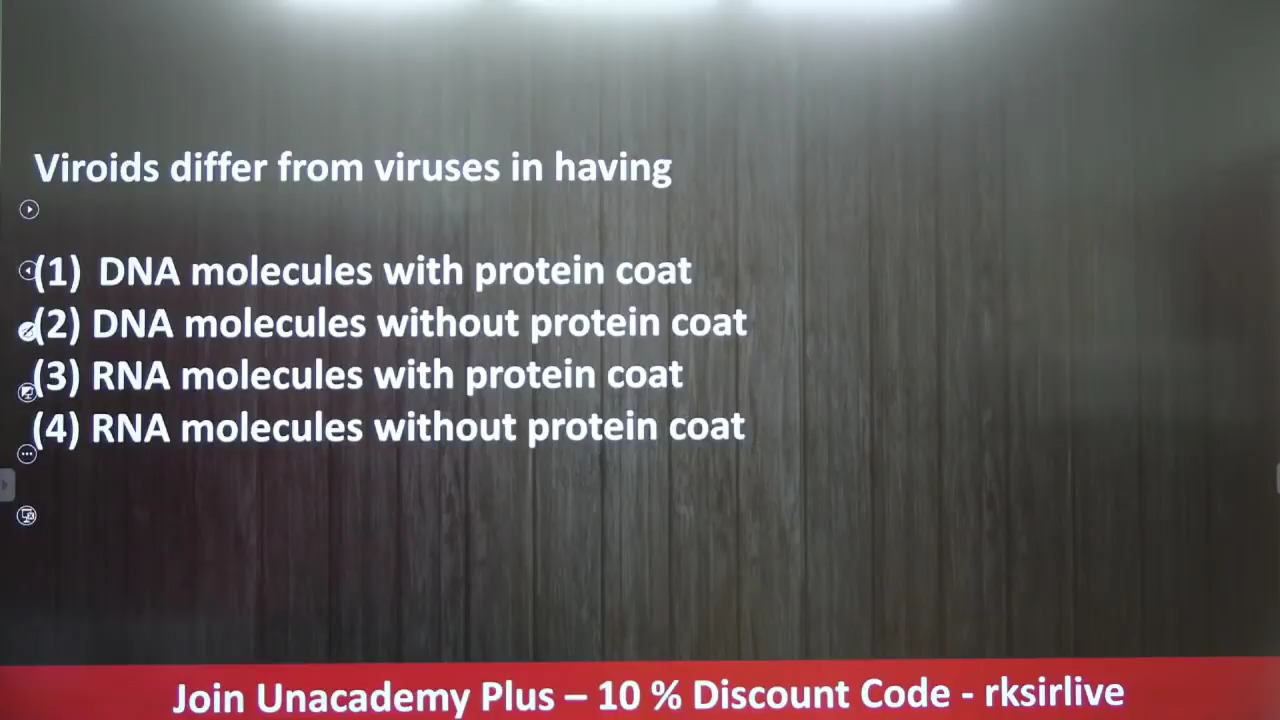 Viroids differ from viruses in having
(1) DNA molecules with protein coat
(2) DNA molecules without protein coat
(3) RNA molecules with protein coat
(4) RNA molecules without protein coat
Join Unacademy Plus – 10 % Discount Code - rksirlive